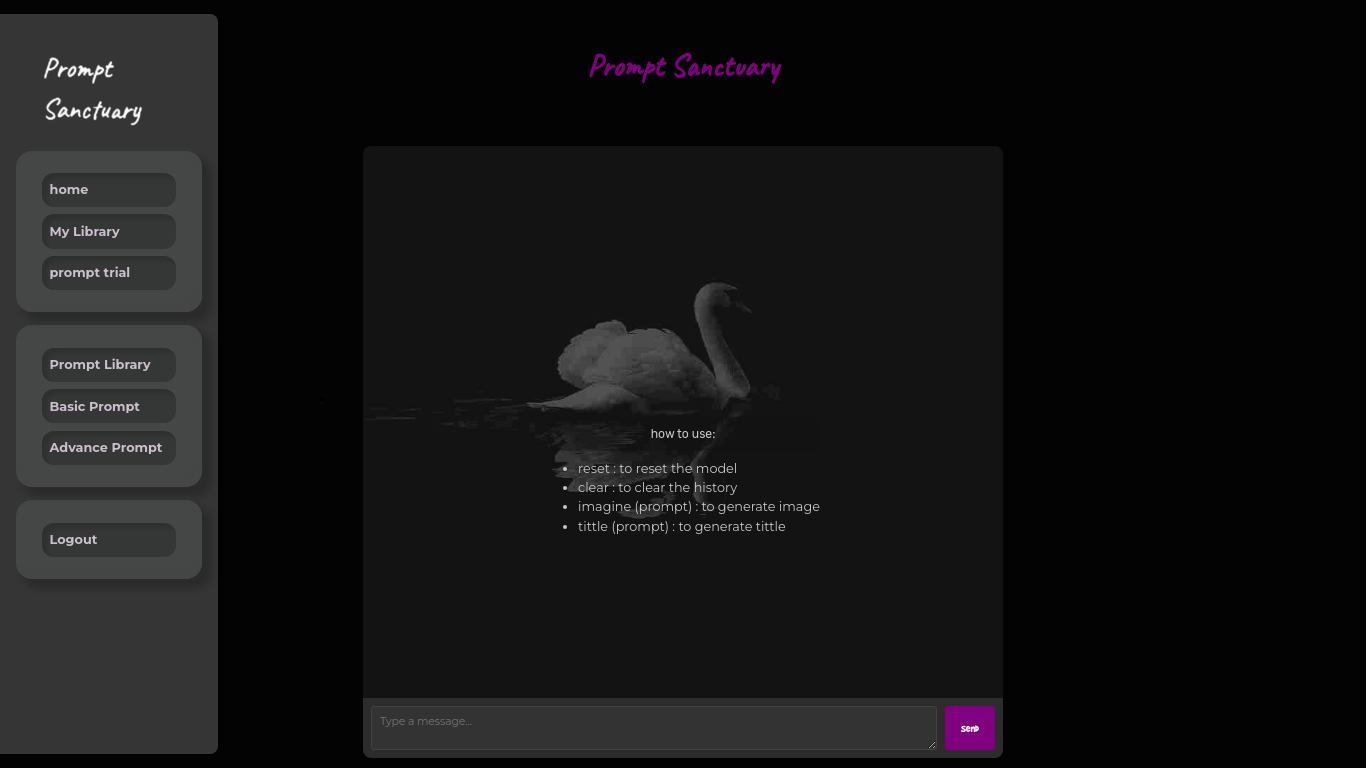 Prompt
Sanctuary
home
My Library
prompt trial
Prompt Library
Basic Prompt
Advance Prompt
Logout
Prompt Sanctuary
how to use:
reset : to reset the model
clear : to clear the history
imagine (prompt) : to generate image
tittle (prompt) : to generate tittle
Type a message...
Send